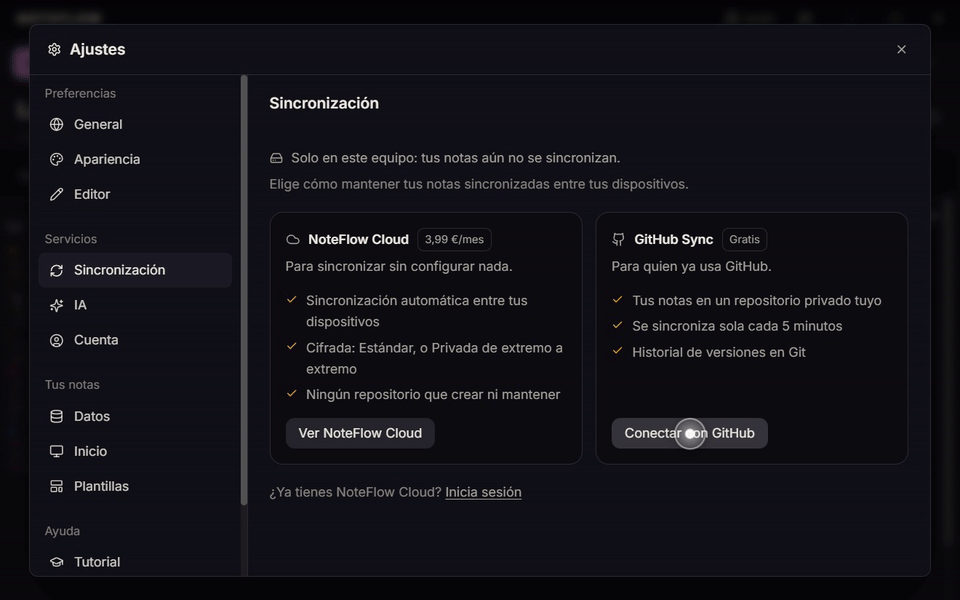 Ajustes
Preferencias
General
Apariencia
Editor
Servicios
Sincronización
IA
Cuenta
Tus notas
Datos
Inicio
Plantillas
Ayuda
Tutorial
Sincronización
Solo en este equipo: tus notas aún no se sincronizan.
Elige cómo mantener tus notas sincronizadas entre tus dispositivos.
NoteFlow Cloud 3,99 €/mes
Para sincronizar sin configurar nada.
Sincronización automática entre tus
dispositivos
Cifrada: Estándar, o Privada de extremo a
extremo
Ningún repositorio que crear ni mantener
Ver NoteFlow Cloud
GitHub Sync Gratis
Para quien ya usa GitHub.
Tus notas en un repositorio privado tuyo
Se sincroniza sola cada 5 minutos
Historial de versiones en Git
Conectar con GitHub
¿Ya tienes NoteFlow Cloud? Inicia sesión